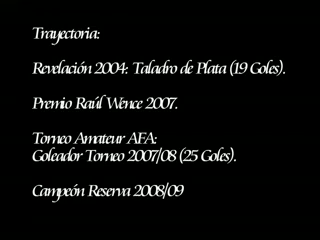 Trayectoria:
Revelación 2004: Taladro de Plata (19 Goles).
Premio Raúl Wence 2007.
Torneo Amateur AFA:
Goleador Torneo 2007/08 (25 Goles).
Campeón Reserva 2008/09